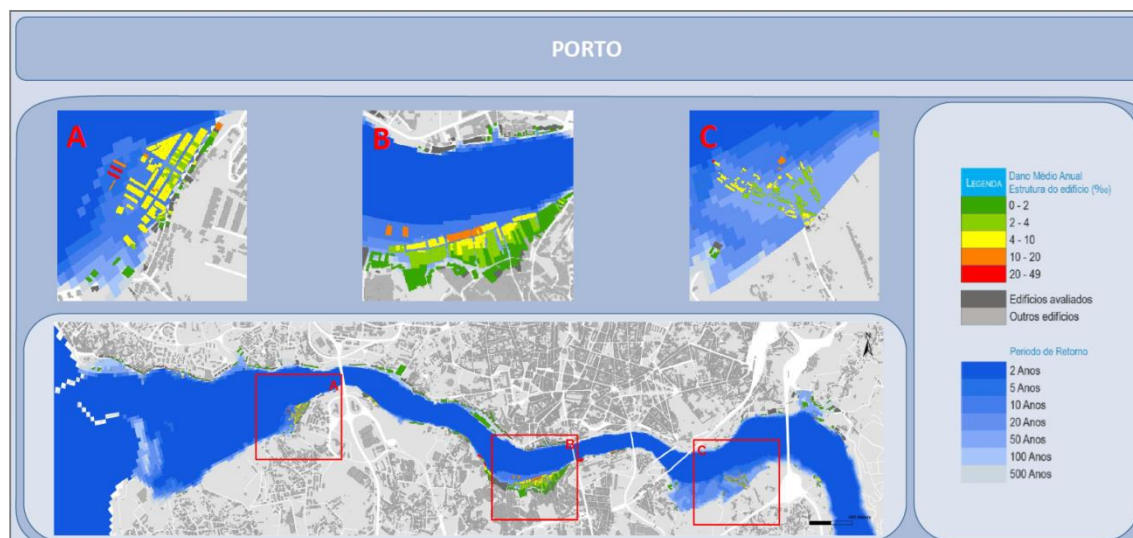 PORTO
A
B
C
LEGENDA
Dano Médio Anual
Estrutura do edifício (‰)
0 - 2
2 - 4
4 - 10
10 - 20
20 - 49
Edifícios avaliados
Outros edifícios
Período de Retorno
2 Anos
5 Anos
10 Anos
20 Anos
50 Anos
100 Anos
500 Anos
A
B
C
N